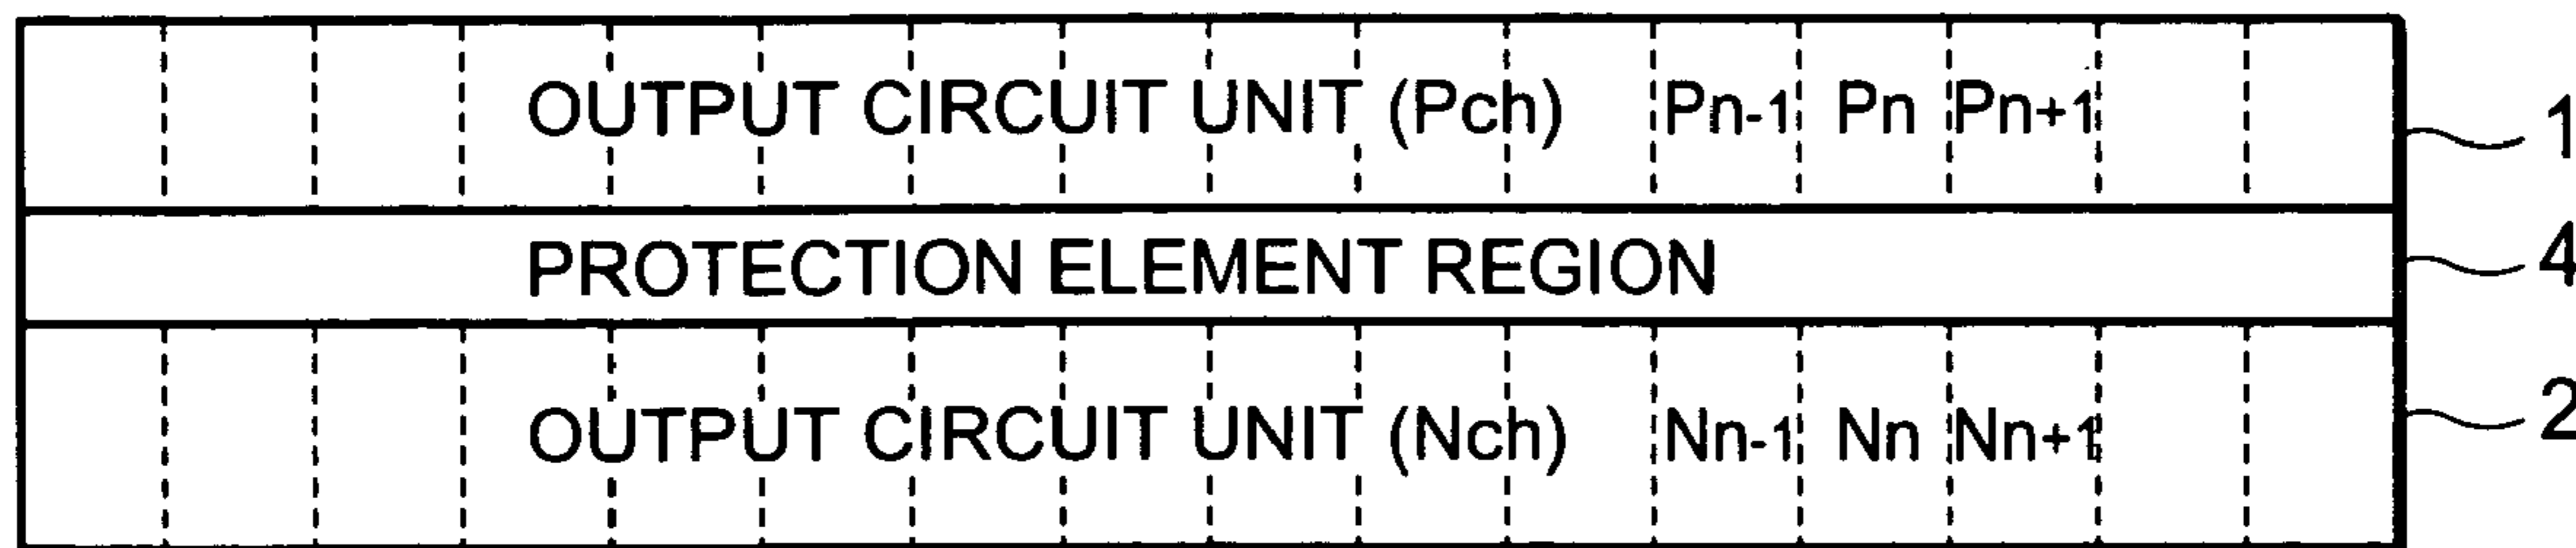 OUTPUT CIRCUIT UNIT (Pch) Pn-1 Pn Pn+1 1
PROTECTION ELEMENT REGION 4
OUTPUT CIRCUIT UNIT (Nch) Nn-1 Nn Nn+1 2